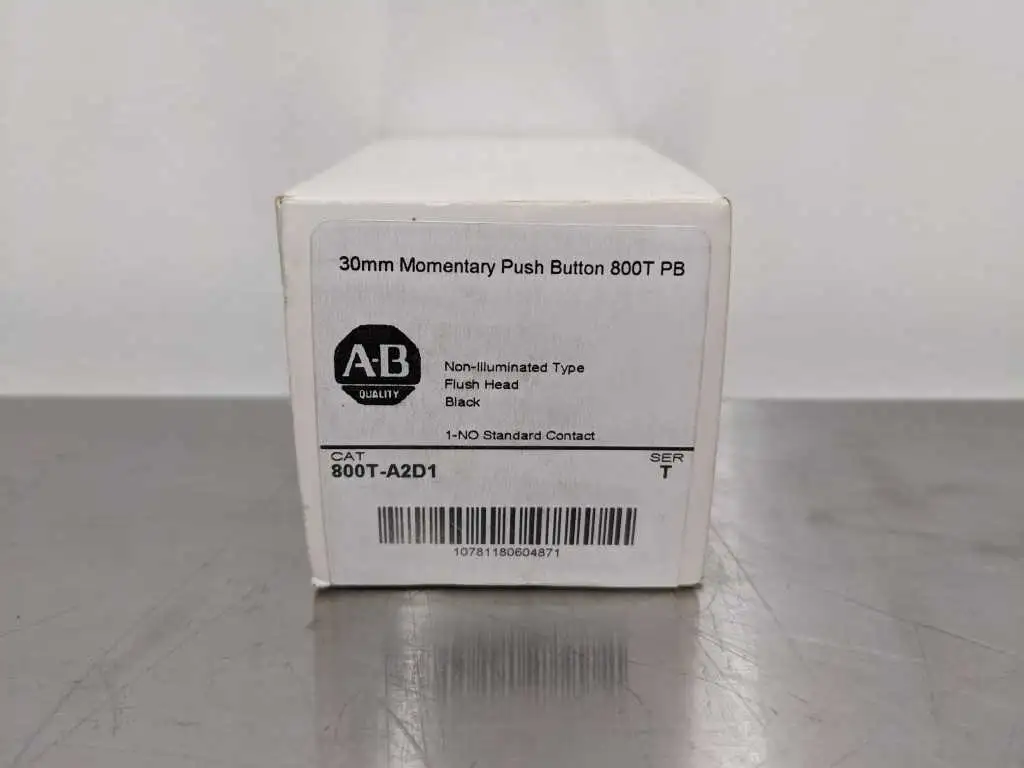 30mm Momentary Push Button 800T PB
A-B
QUALITY
Non-Illuminated Type
Flush Head
Black
1-NO Standard Contact
CAT SER
800T-A2D1 T
10781180604871